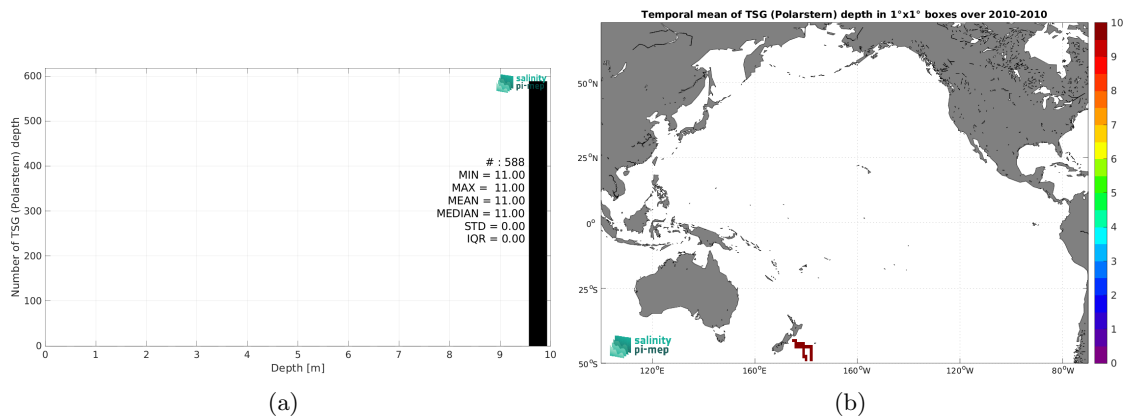 Temporal mean of TSG (Polarstern) depth in 1°x1° boxes over 2010-2010
Number of TSG (Polarstern) depth
600
500
400
300
200
100
0
salinity
pi-mep
# : 588
MIN = 11.00
MAX = 11.00
MEAN = 11.00
MEDIAN = 11.00
STD = 0.00
IQR = 0.00
0
1
2
3
4
5
6
7
8
9
10
Depth [m]
(a)
50°N
25°N
0°
25°S
50°S
salinity
pi-mep
120°E
160°E
160°W
120°W
80°W
10
9
8
7
6
5
4
3
2
1
0
(b)